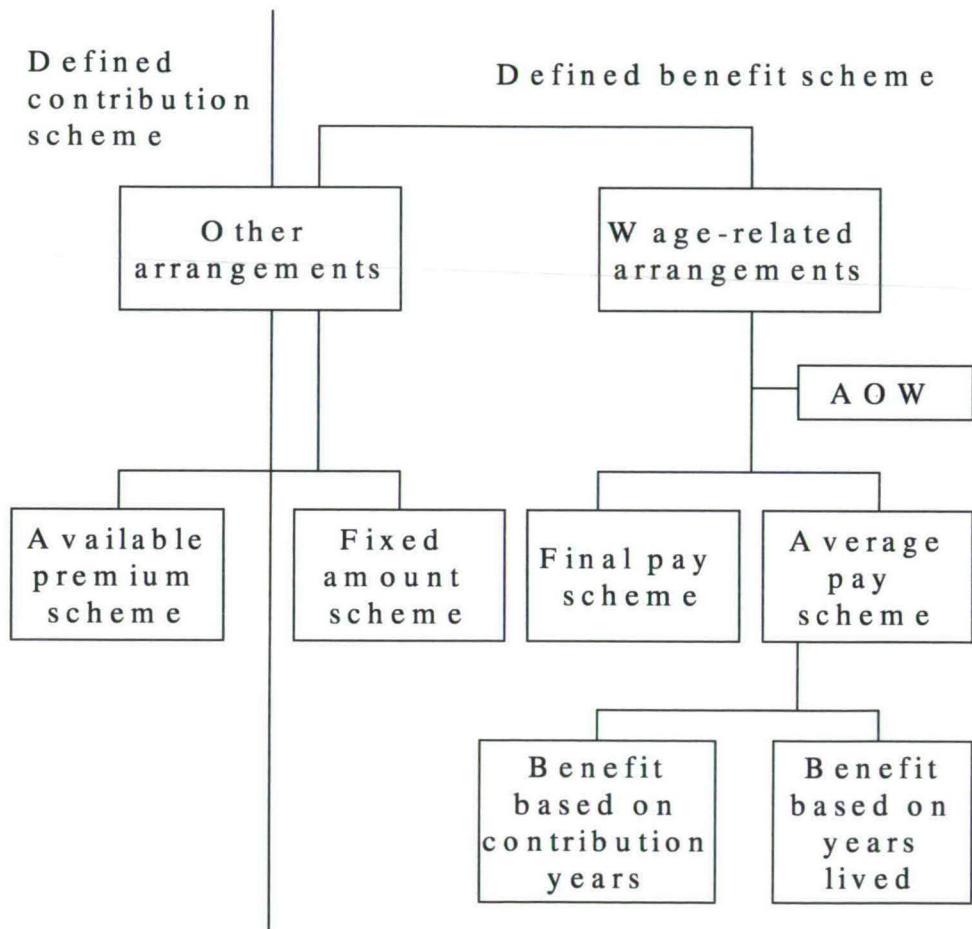 Defined
contribution
scheme
Defined benefit scheme
Other
arrangements
Wage-related
arrangements
AOW
Available
premium
scheme
Fixed
amount
scheme
Final pay
scheme
Average
pay
scheme
Benefit
based on
contribution
years
Benefit
based on
years
lived